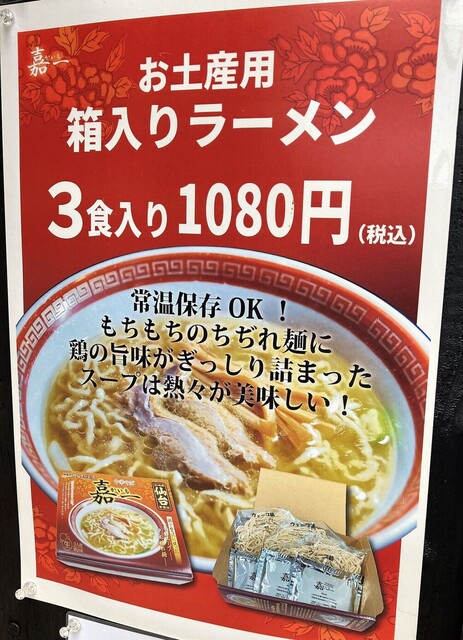 嘉一
お土産用
箱入りラーメン
3食入り1080円(税込)
常温保存OK！
もちもちのちぢれ麺に
鶏の旨味がぎっしり詰まった
スープは熱々が美味しい！
嘉一
仙台
嘉一